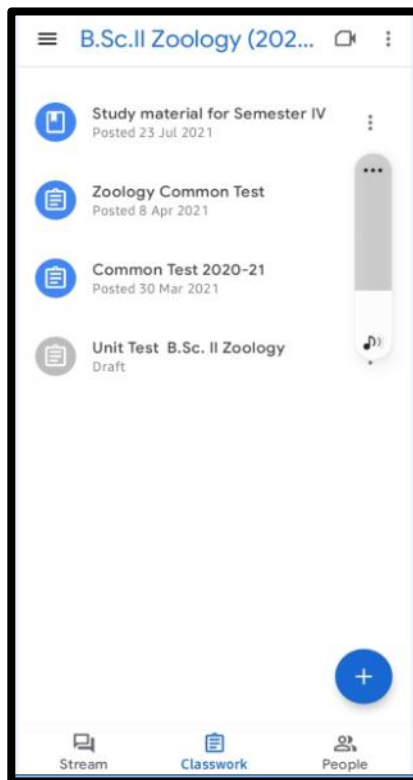 B.Sc.II Zoology (202...
Study material for Semester IV
Posted 23 Jul 2021
Zoology Common Test
Posted 8 Apr 2021
Common Test 2020-21
Posted 30 Mar 2021
Unit Test B.Sc. II Zoology
Draft
Stream
Classwork
People